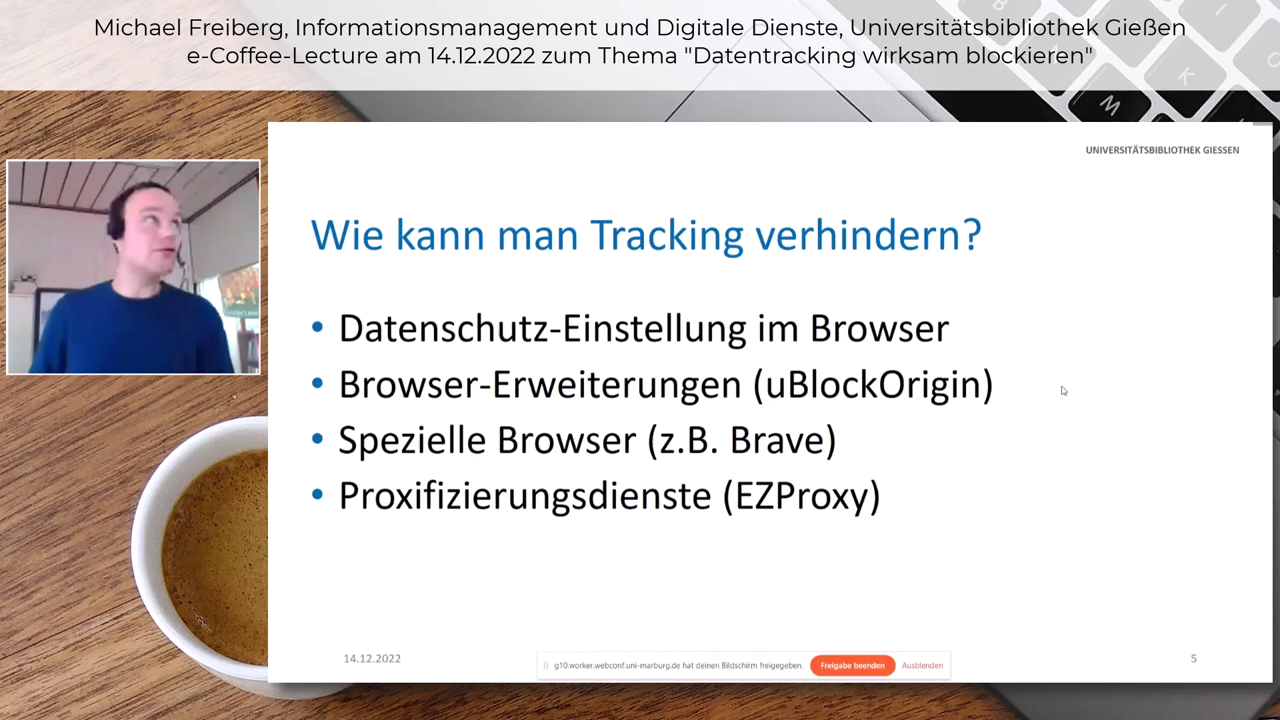 Michael Freiberg, Informationsmanagement und Digitale Dienste, Universitätsbibliothek Gießen
e-Coffee-Lecture am 14.12.2022 zum Thema "Datentracking wirksam blockieren"
B
I
K
M
UNIVERSITÄTSBIBLIOTHEK GIESSEN
Wie kann man Tracking verhindern?
• Datenschutz-Einstellung im Browser
• Browser-Erweiterungen (uBlockOrigin)
• Spezielle Browser (z.B. Brave)
• Proxifizierungsdienste (EZProxy)
14.12.2022
g10.worker.webconf.uni-marburg.de hat deinen Bildschirm freigegeben. Freigabe beenden Ausblenden
5